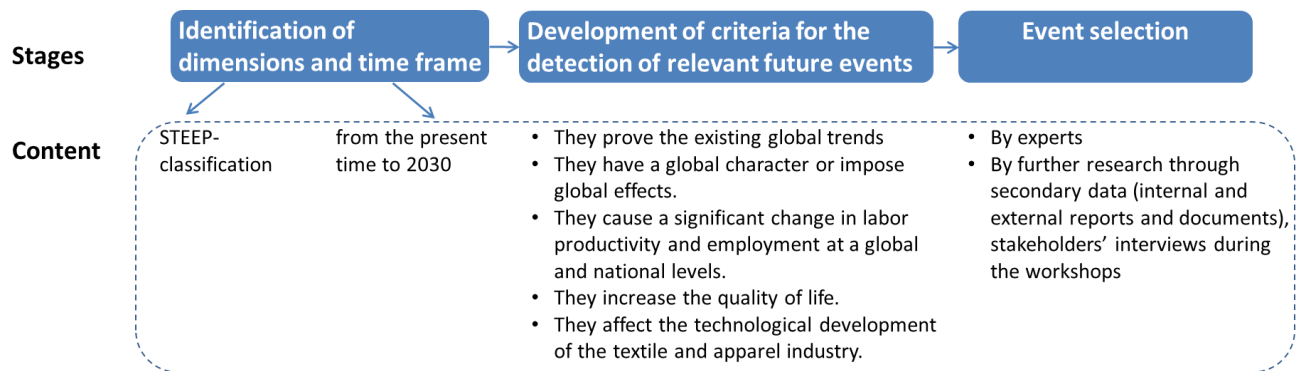 Stages
Identification of
dimensions and time frame
Development of criteria for the
detection of relevant future events
Event selection
Content
STEEP-
classification
from the present
time to 2030
• They prove the existing global trends
• They have a global character or impose
global effects.
• They cause a significant change in labor
productivity and employment at a global
and national levels.
• They increase the quality of life.
• They affect the technological development
of the textile and apparel industry.
• By experts
• By further research through
secondary data (internal and
external reports and documents),
stakeholders’ interviews during
the workshops